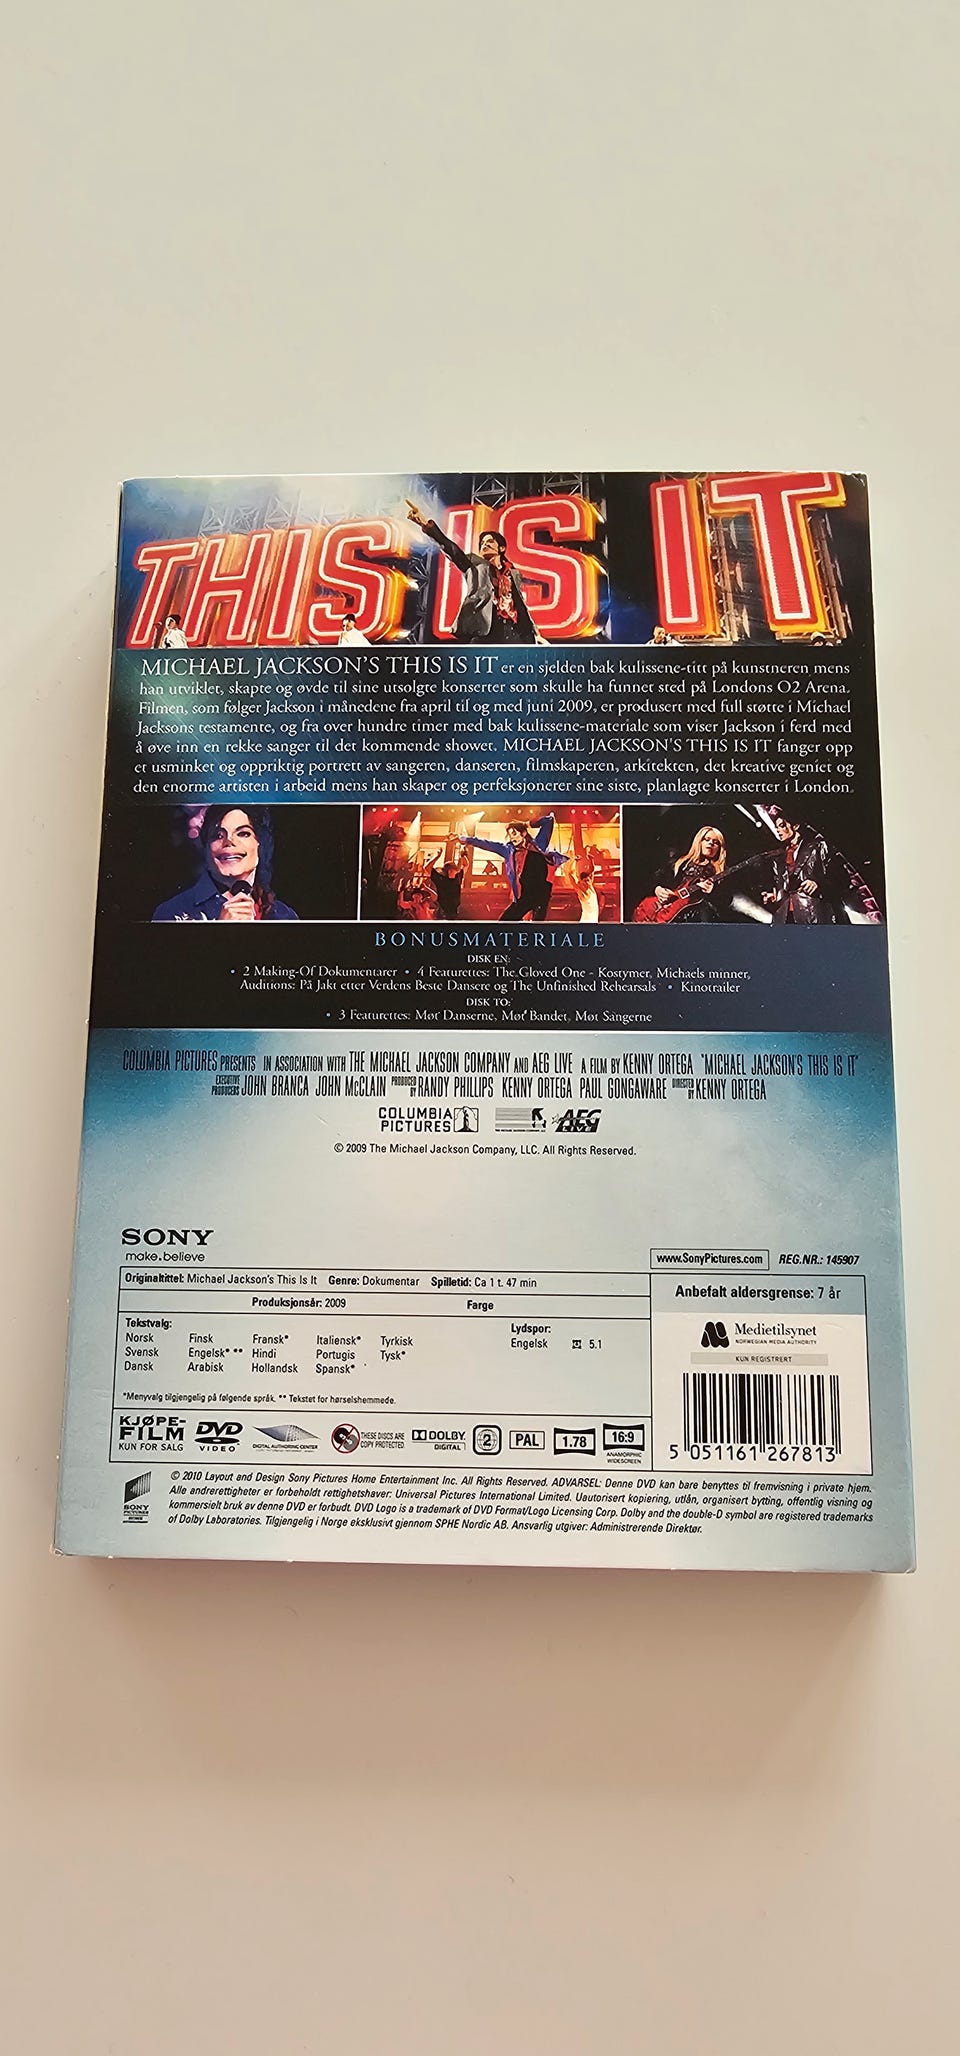 THIS IS IT
MICHAEL JACKSON'S THIS IS IT er en sjelden bak kulissene-titt på kunstneren mens
han utviklet, skapte og øvde til sine utsolgte konserter som skulle ha funnet sted på Londons O2 Arena.
Filmen, som følger Jackson i månedene fra april til og med juni 2009, er produsert med full støtte i Michael
Jacksons testamente, og fra over hundre timer med bak kulissene-materiale som viser Jackson i ferd med
å øve inn en rekke sanger til det kommende showet. MICHAEL JACKSON'S THIS IS IT fanger opp
et usminket og oppriktig portrett av sangeren, danseren, filmskaperen, arkitekten, det kreative geniet og
den enorme artisten i arbeid mens han skaper og perfeksjonerer sine siste, planlagte konserter i London.
BONUSMATERIALE
DISK EN:
• 2 Making-Of Dokumentarer • 4 Featurettes: The Gloved One - Kostymer, Michaels minner,
Auditions: På Jakt etter Verdens Beste Dansere og The Unfinished Rehearsals • Kinotrailer
DISK TO:
• 3 Featurettes: Møt Danserne, Møt Bandet, Møt Sangerne
COLUMBIA PICTURES PRESENTS IN ASSOCIATION WITH THE MICHAEL JACKSON COMPANY AND AEG LIVE A FILM BY KENNY ORTEGA "MICHAEL JACKSON'S THIS IS IT"
EXECUTIVE PRODUCERS JOHN BRANCA JOHN McCLAIN PRODUCED BY RANDY PHILLIPS KENNY ORTEGA PAUL GONGAWARE DIRECTED BY KENNY ORTEGA
COLUMBIA PICTURES AEG LIVE
© 2009 The Michael Jackson Company, LLC. All Rights Reserved.
SONY
make.believe
www.SonyPictures.com REG.NR.: 145907
Originaltittel: Michael Jackson's This Is It Genre: Dokumentar Spilletid: Ca 1 t. 47 min
Produksjonsår: 2009 Farge
Anbefalt aldersgrense: 7 år
Tekstvalg:
Norsk Finsk Fransk* Italiensk* Tyrkisk
Svensk Engelsk* ** Hindi Portugis Tysk*
Dansk Arabisk Hollandsk Spansk*
Lydspor:
Engelsk 5.1
*Menyvalg tilgjengelig på følgende språk. ** Tekstet for hørselshemmede.
Medietilsynet
NORWEGIAN MEDIA AUTHORITY
KUN REGISTRERT
5 051161 267813
KJØPE-
FILM
KUN FOR SALG
DVD
VIDEO
DIGITAL AUTHORING CENTER
THESE DISCS ARE
COPY PROTECTED
DOLBY
DIGITAL
2
PAL
1.78
16:9
ANAMORPHIC
WIDESCREEN
SONY
PICTURES
© 2010 Layout and Design Sony Pictures Home Entertainment Inc. All Rights Reserved. ADVARSEL: Denne DVD kan bare benyttes til fremvisning i private hjem.
Alle andrerettigheter er forbeholdt rettighetshaver: Universal Pictures International Limited. Uautorisert kopiering, utlån, organisert bytting, offentlig visning og
kommersielt bruk av denne DVD er forbudt. DVD Logo is a trademark of DVD Format/Logo Licensing Corp. Dolby and the double-D symbol are registered trademarks
of Dolby Laboratories. Tilgjengelig i Norge eksklusivt gjennom SPHE Nordic AB. Ansvarlig utgiver: Administrerende Direktør.